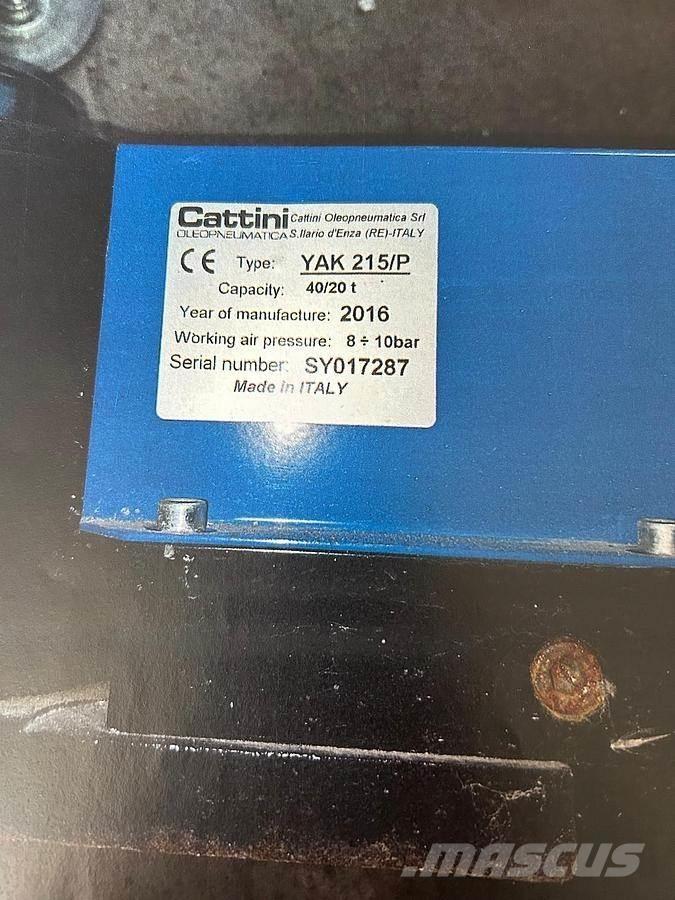 Cattini Cattini Oleopneumatica Srl
OLEOPNEUMATICA S.Ilario d'Enza (RE)-ITALY
CE Type: YAK 215/P
Capacity: 40/20 t
Year of manufacture: 2016
Working air pressure: 8 ÷ 10bar
Serial number: SY017287
Made in ITALY
mascus